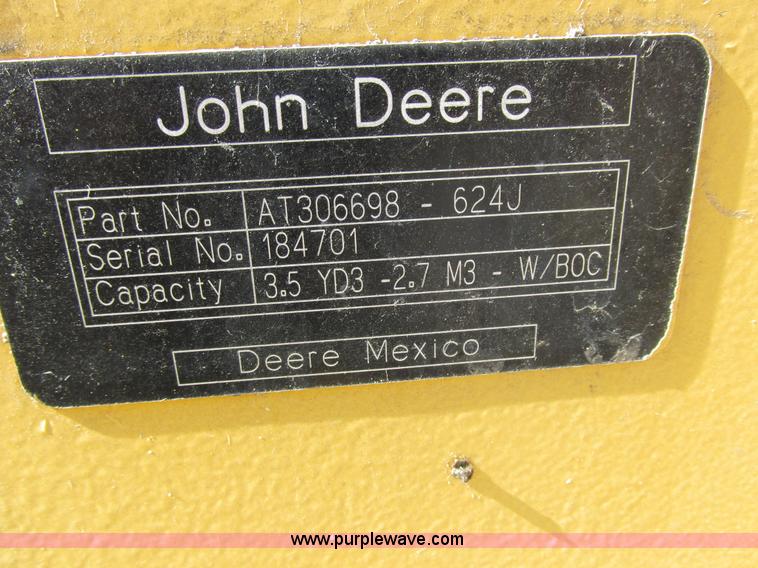 John Deere
Part No. AT306698 - 624J
Serial No. 184701
Capacity 3.5 YD3 -2.7 M3 - W/BOC
Deere Mexico
www.purplewave.com